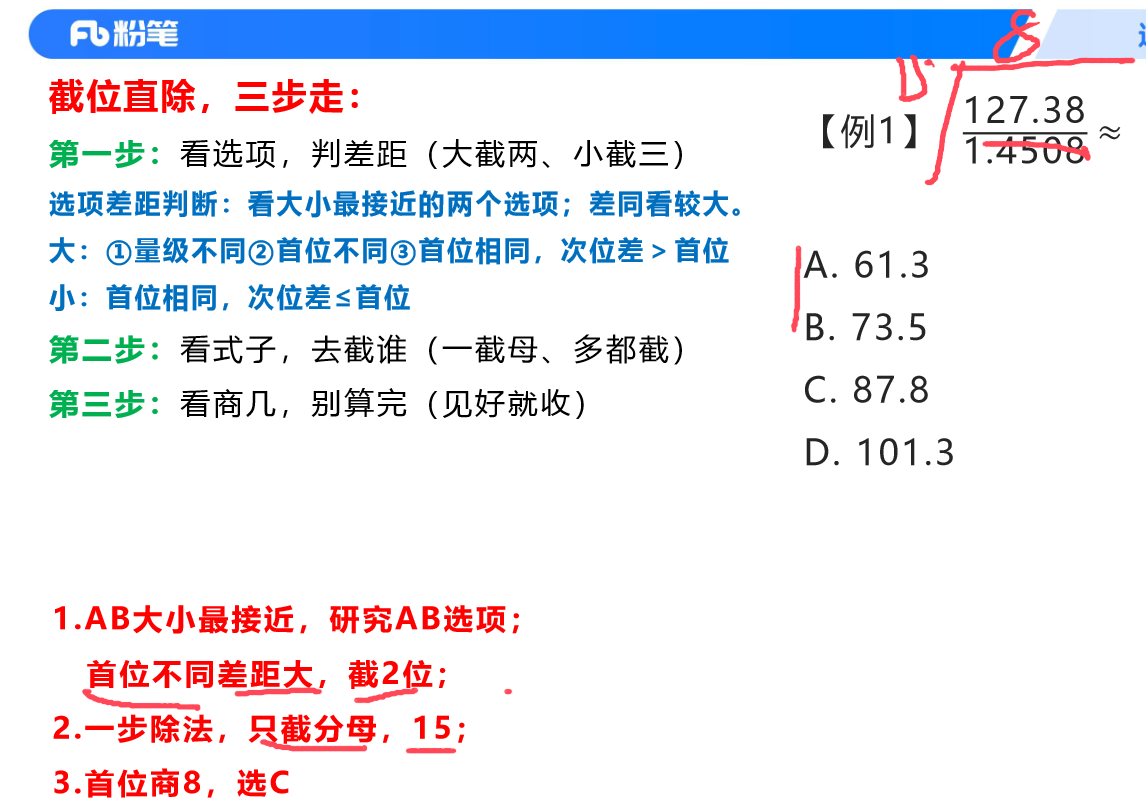 粉笔
截位直除，三步走：
第一步：看选项，判差距（大截两、小截三）
选项差距判断：看大小最接近的两个选项；差同看较大。
大：①量级不同②首位不同③首位相同，次位差＞首位
小：首位相同，次位差≤首位
第二步：看式子，去截谁（一截母、多都截）
第三步：看商几，别算完（见好就收）
8
【例1】
127.38
1.4508
≈
A. 61.3
B. 73.5
C. 87.8
D. 101.3
1.AB大小最接近，研究AB选项；
首位不同差距大，截2位；
2.一步除法，只截分母，15；
3.首位商8，选C